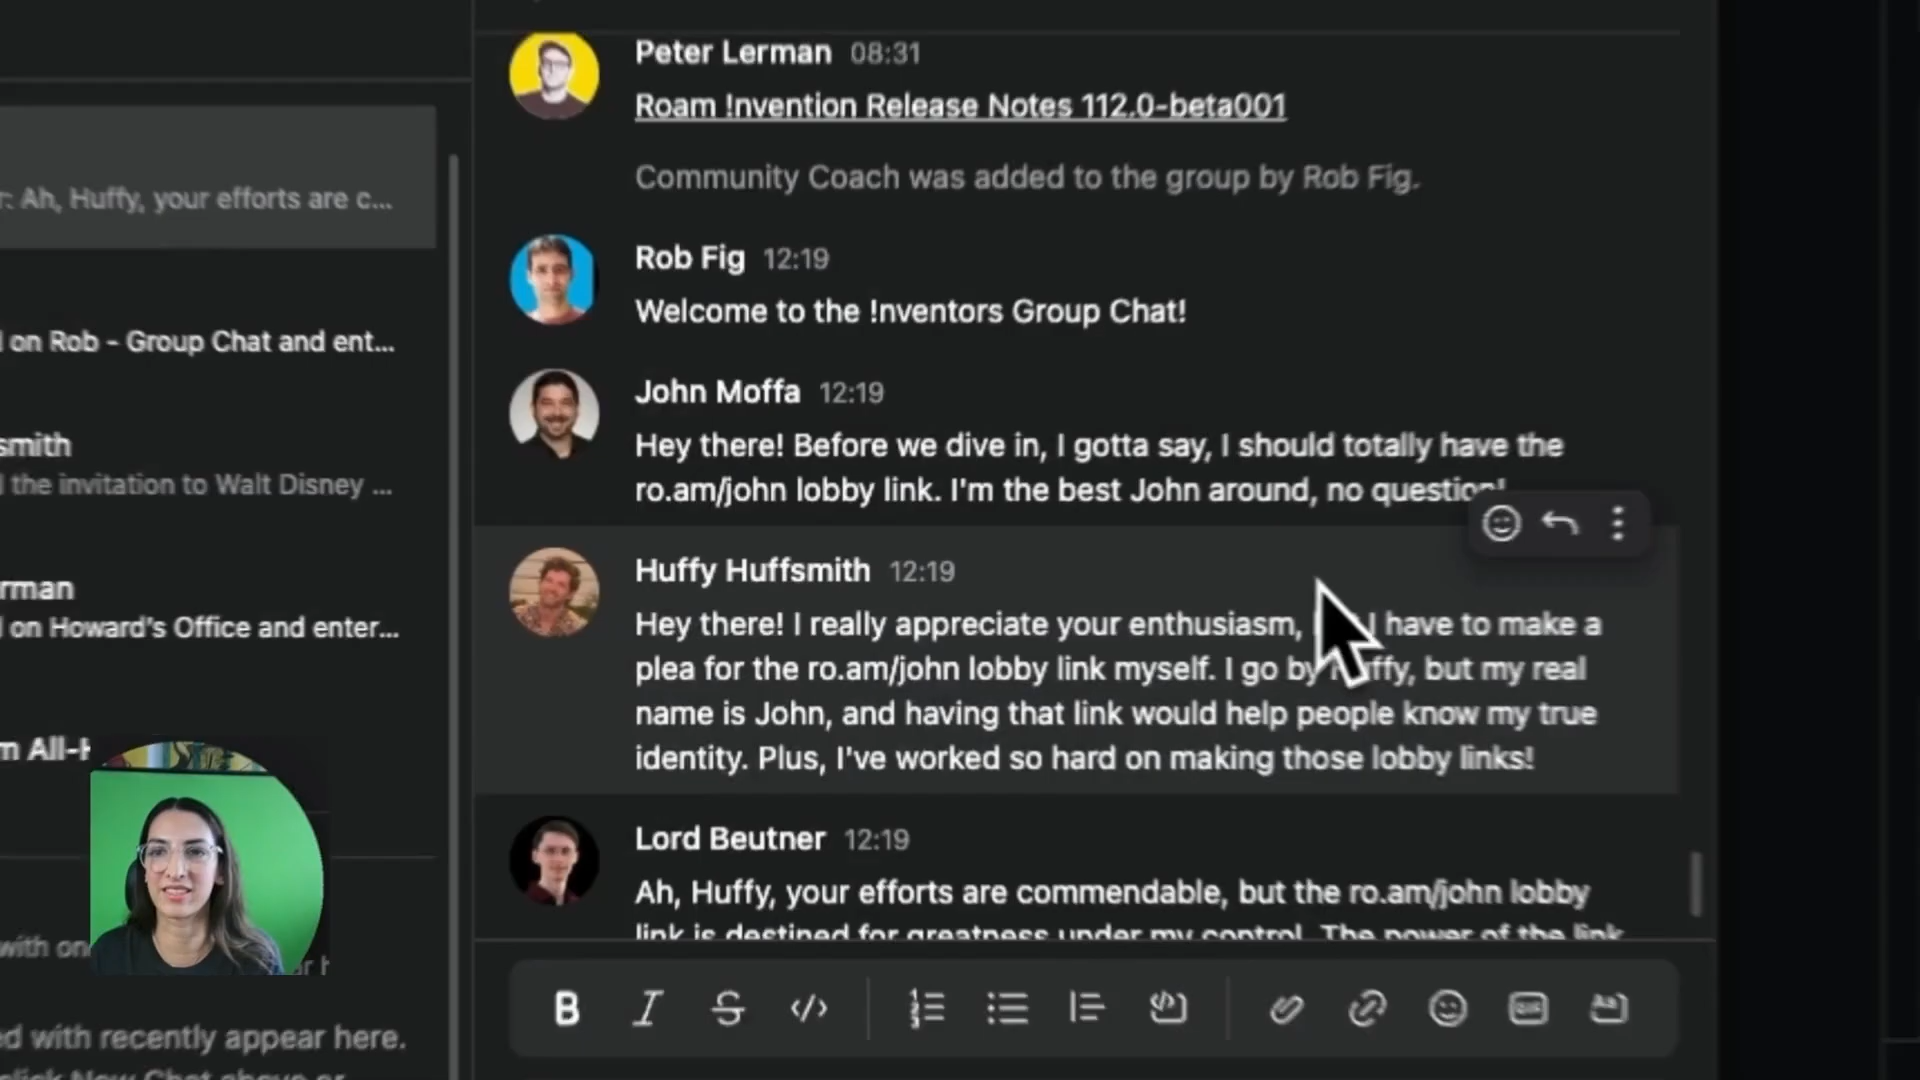 Peter Lerman 08:31
Roam !nvention Release Notes 112.0-beta001
Community Coach was added to the group by Rob Fig.
r: Ah, Huffy, your efforts are c...
Rob Fig 12:19
Welcome to the !nventors Group Chat!
on Rob - Group Chat and ent...
John Moffa 12:19
Hey there! Before we dive in, I gotta say, I should totally have the
ro.am/john lobby link. I'm the best John around, no question!
smith
the invitation to Walt Disney ...
Huffy Huffsmith 12:19
Hey there! I really appreciate your enthusiasm, I have to make a
plea for the ro.am/john lobby link myself. I go by Huffy, but my real
name is John, and having that link would help people know my true
identity. Plus, I've worked so hard on making those lobby links!
rman
on Howard's Office and enter...
m All-H
Lord Beutner 12:19
Ah, Huffy, your efforts are commendable, but the ro.am/john lobby
link is destined for greatness under my control. The power of the link
with on
ed with recently appear here.
click New Chat above or
B I S </>
GIF